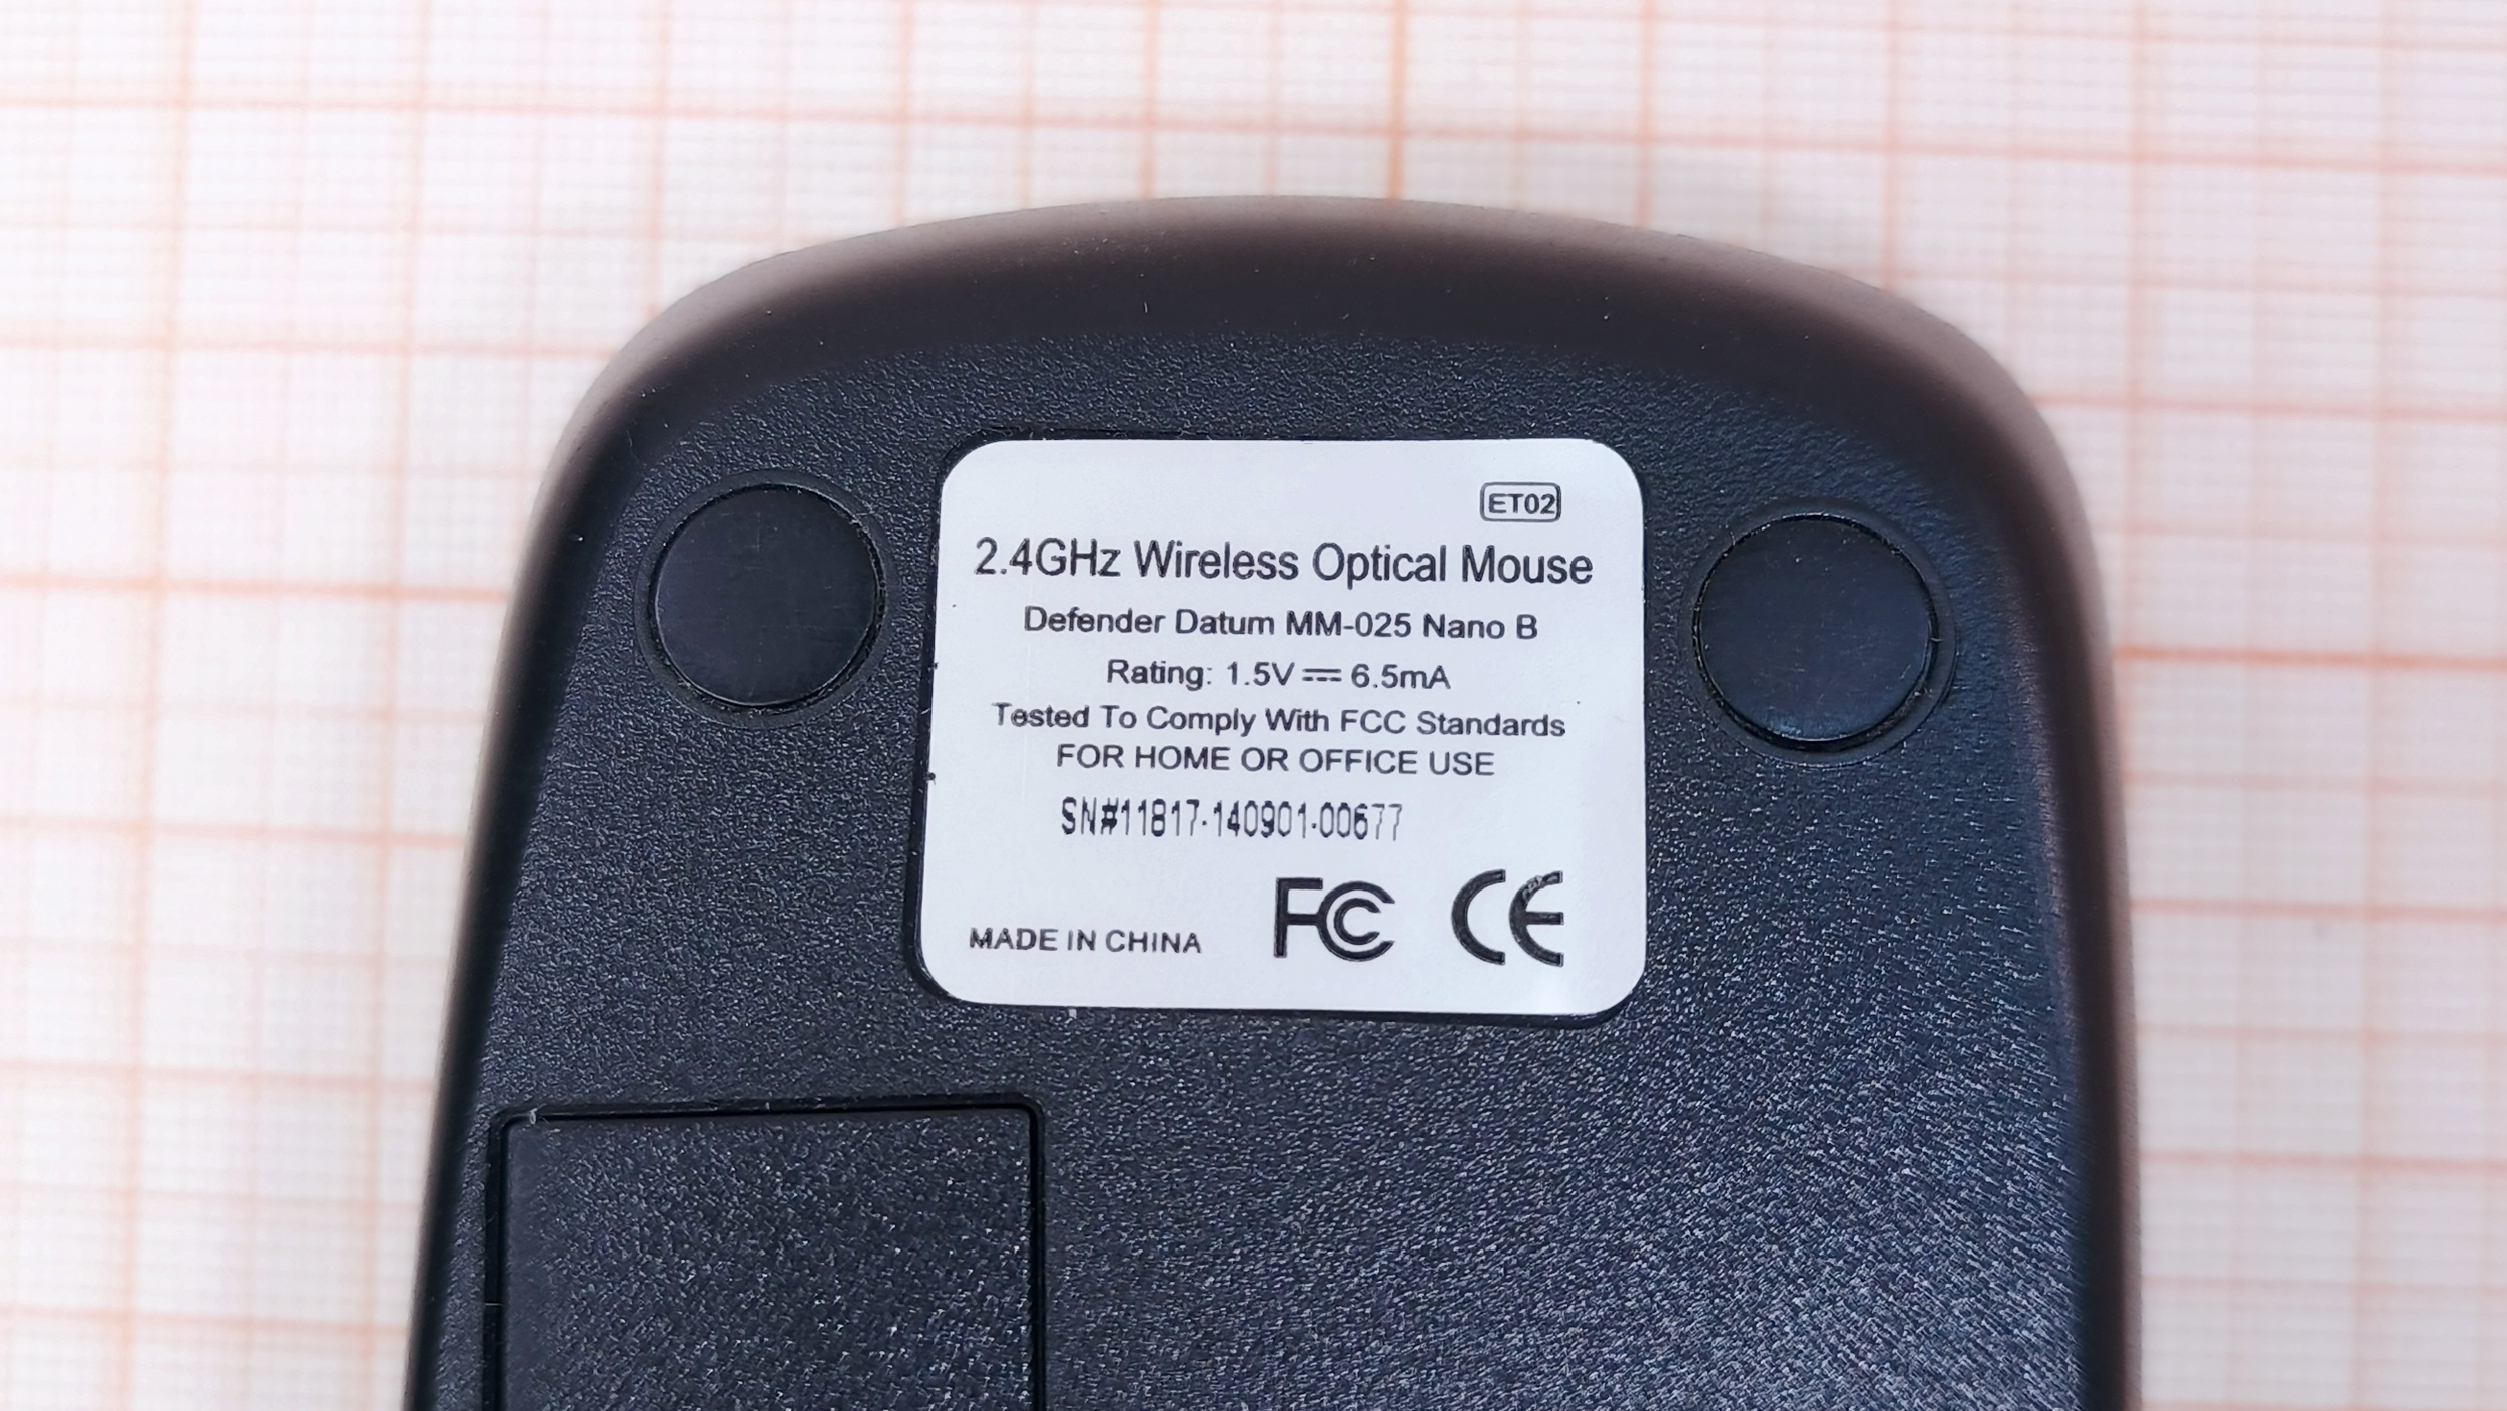 ET02
2.4GHz Wireless Optical Mouse
Defender Datum MM-025 Nano B
Rating: 1.5V ⎓ 6.5mA
Tested To Comply With FCC Standards
FOR HOME OR OFFICE USE
SN#11817-140901-00677
MADE IN CHINA FC CE